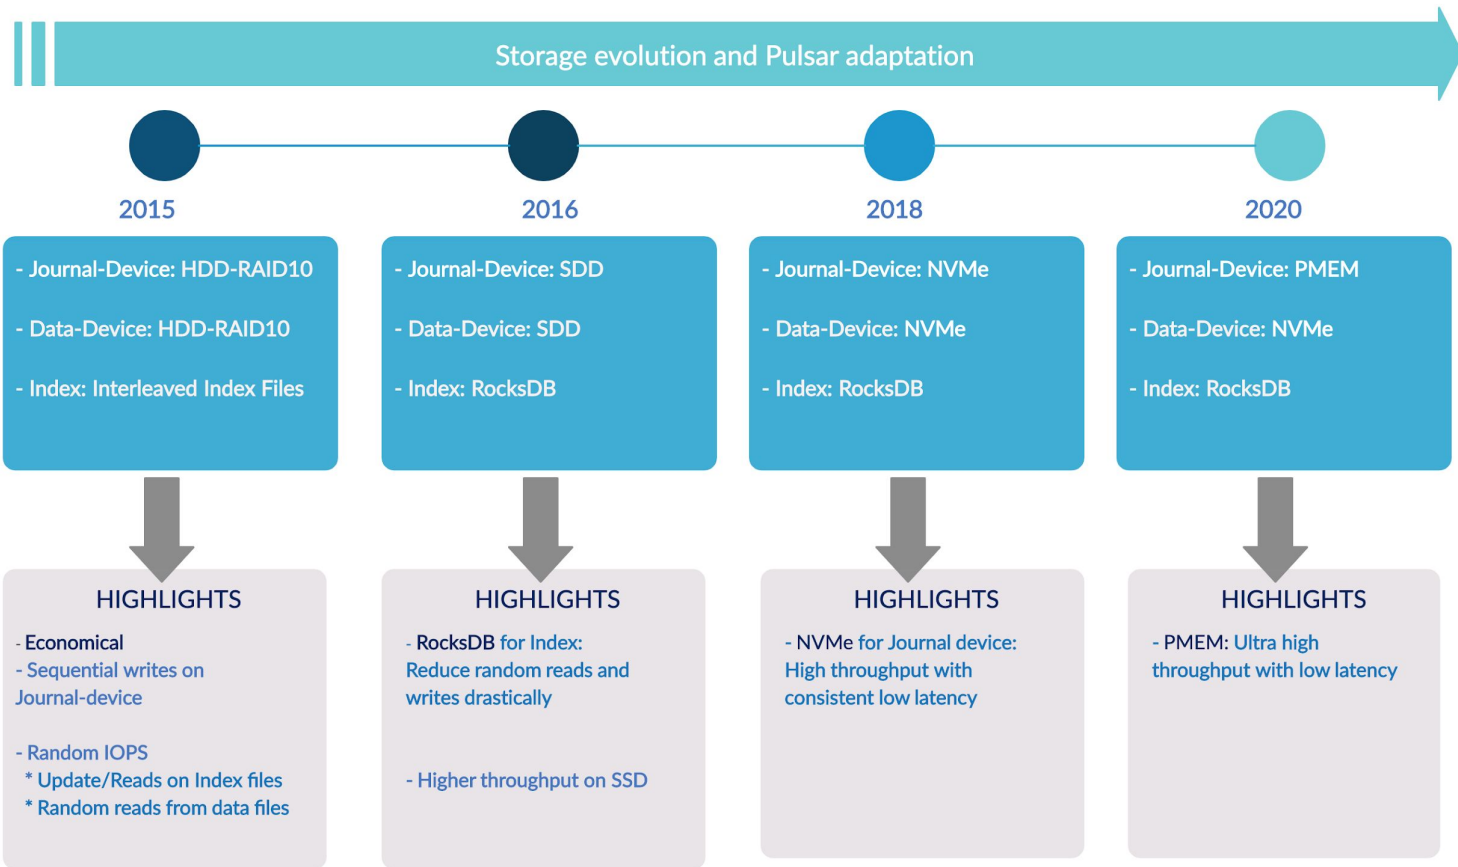 Storage evolution and Pulsar adaptation
2015
- Journal-Device: HDD-RAID10
- Data-Device: HDD-RAID10
- Index: Interleaved Index Files
HIGHLIGHTS
- Economical
- Sequential writes on
Journal-device
- Random IOPS
* Update/Reads on Index files
* Random reads from data files
2016
- Journal-Device: SDD
- Data-Device: SDD
- Index: RocksDB
HIGHLIGHTS
- RocksDB for Index:
Reduce random reads and
writes drastically
- Higher throughput on SSD
2018
- Journal-Device: NVMe
- Data-Device: NVMe
- Index: RocksDB
HIGHLIGHTS
- NVMe for Journal device:
High throughput with
consistent low latency
2020
- Journal-Device: PMEM
- Data-Device: NVMe
- Index: RocksDB
HIGHLIGHTS
- PMEM: Ultra high
throughput with low latency